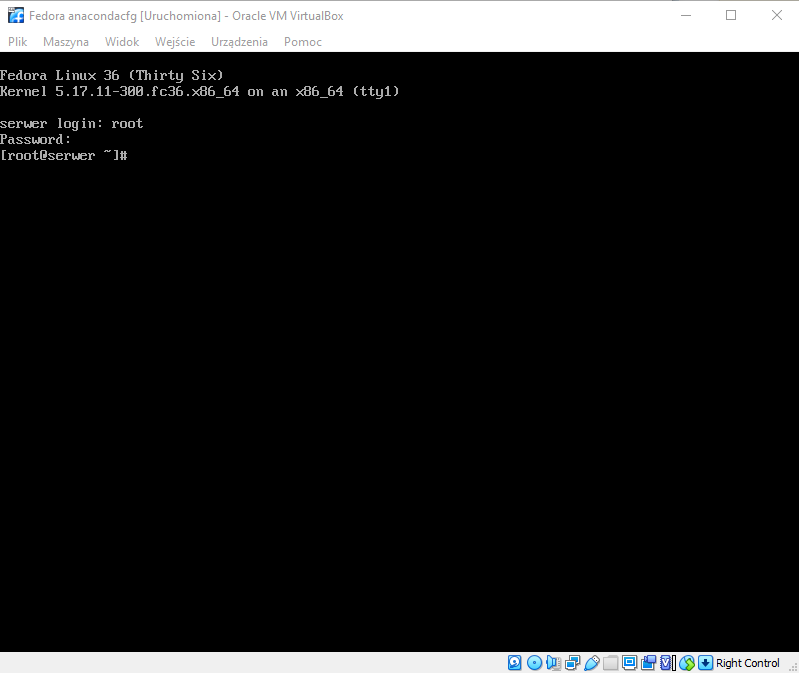 Fedora anacondacfg [Uruchomiona] - Oracle VM VirtualBox
Plik Maszyna Widok Wejście Urządzenia Pomoc
Fedora Linux 36 (Thirty Six)
Kernel 5.17.11-300.fc36.x86_64 on an x86_64 (tty1)
serwer login: root
Password:
[root@serwer ~]#
Right Control